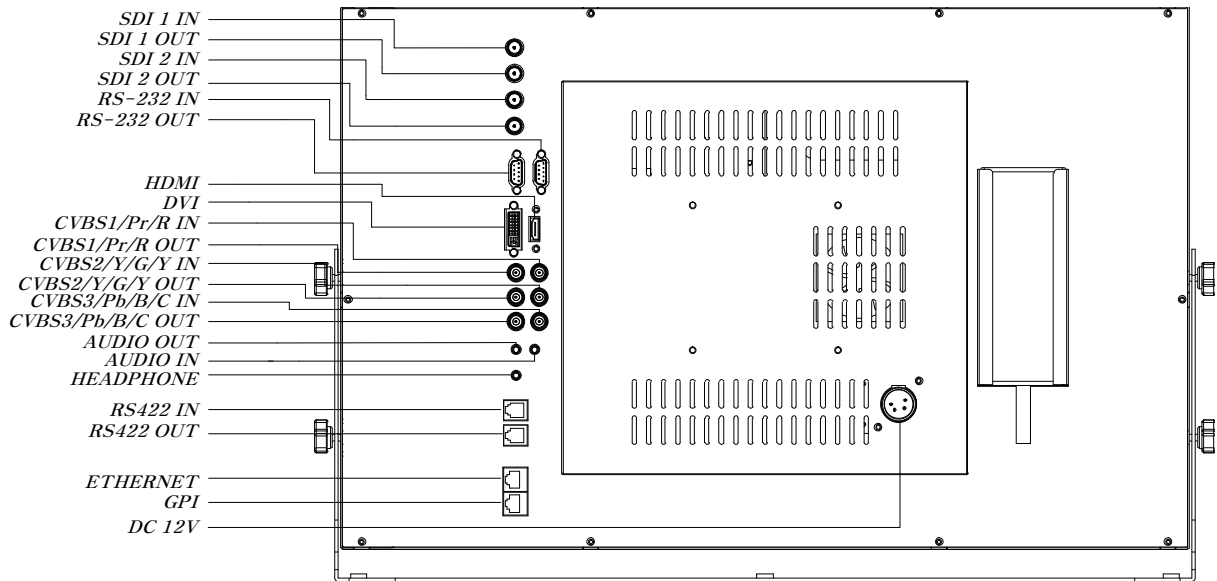 SDI 1 IN
SDI 1 OUT
SDI 2 IN
SDI 2 OUT
RS-232 IN
RS-232 OUT
HDMI
DVI
CVBS1/Pr/R IN
CVBS1/Pr/R OUT
CVBS2/Y/G/Y IN
CVBS2/Y/G/Y OUT
CVBS3/Pb/B/C IN
CVBS3/Pb/B/C OUT
AUDIO OUT
AUDIO IN
HEADPHONE
RS422 IN
RS422 OUT
ETHERNET
GPI
DC 12V